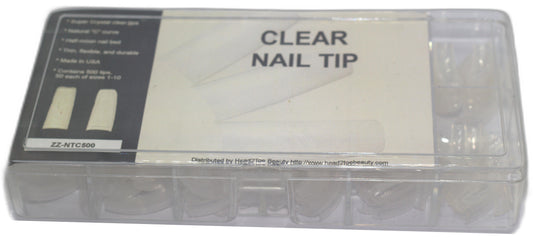 * Super Crystal clear tips
* Natural "C" curve
* Half-moon nail bed
* Thin, flexible, and durable
* Made in USA
* Contains 500 tips,
50 each of sizes 1-10
ZZ-NTC500
CLEAR
NAIL TIP
Distributed by Head2Toe Beauty http://www.head2toebeauty.com